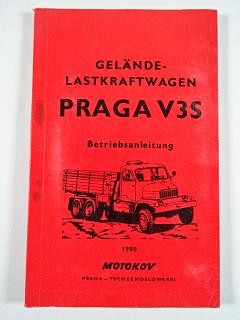 GELÄNDE-
LASTKRAFTWAGEN
PRAGA V3S
Betriebsanleitung
1980
MOTOKOV
PRAHA - TSCHECHOSLOWAKEI